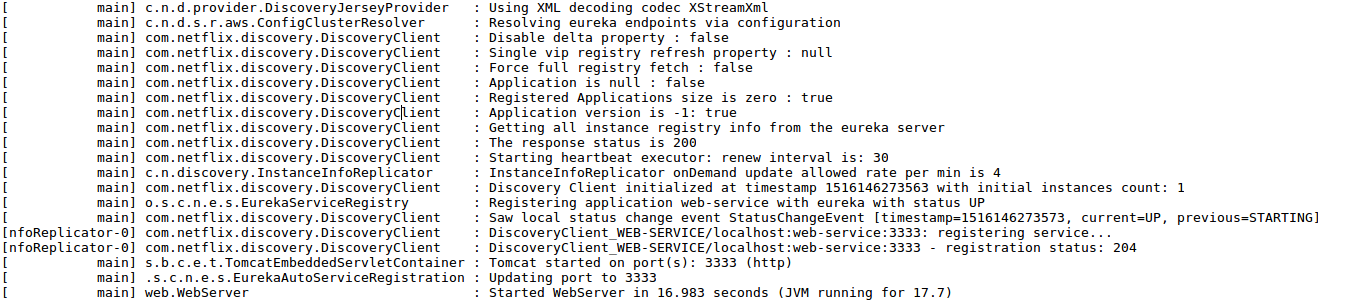 [           main] c.n.d.provider.DiscoveryJerseyProvider   : Using XML decoding codec XStreamXml
[           main] c.n.d.s.r.aws.ConfigClusterResolver      : Resolving eureka endpoints via configuration
[           main] com.netflix.discovery.DiscoveryClient    : Disable delta property : false
[           main] com.netflix.discovery.DiscoveryClient    : Single vip registry refresh property : null
[           main] com.netflix.discovery.DiscoveryClient    : Force full registry fetch : false
[           main] com.netflix.discovery.DiscoveryClient    : Application is null : false
[           main] com.netflix.discovery.DiscoveryClient    : Registered Applications size is zero : true
[           main] com.netflix.discovery.DiscoveryClient    : Application version is -1: true
[           main] com.netflix.discovery.DiscoveryClient    : Getting all instance registry info from the eureka server
[           main] com.netflix.discovery.DiscoveryClient    : The response status is 200
[           main] com.netflix.discovery.DiscoveryClient    : Starting heartbeat executor: renew interval is: 30
[           main] c.n.discovery.InstanceInfoReplicator     : InstanceInfoReplicator onDemand update allowed rate per min is 4
[           main] com.netflix.discovery.DiscoveryClient    : Discovery Client initialized at timestamp 1516146273563 with initial instances count: 1
[           main] o.s.c.n.e.s.EurekaServiceRegistry        : Registering application web-service with eureka with status UP
[           main] com.netflix.discovery.DiscoveryClient    : Saw local status change event StatusChangeEvent [timestamp=1516146273573, current=UP, previous=STARTING]
[nfoReplicator-0] com.netflix.discovery.DiscoveryClient    : DiscoveryClient_WEB-SERVICE/localhost:web-service:3333: registering service...
[nfoReplicator-0] com.netflix.discovery.DiscoveryClient    : DiscoveryClient_WEB-SERVICE/localhost:web-service:3333 - registration status: 204
[           main] s.b.c.e.t.TomcatEmbeddedServletContainer : Tomcat started on port(s): 3333 (http)
[           main] .s.c.n.e.s.EurekaAutoServiceRegistration : Updating port to 3333
[           main] web.WebServer                            : Started WebServer in 16.983 seconds (JVM running for 17.7)